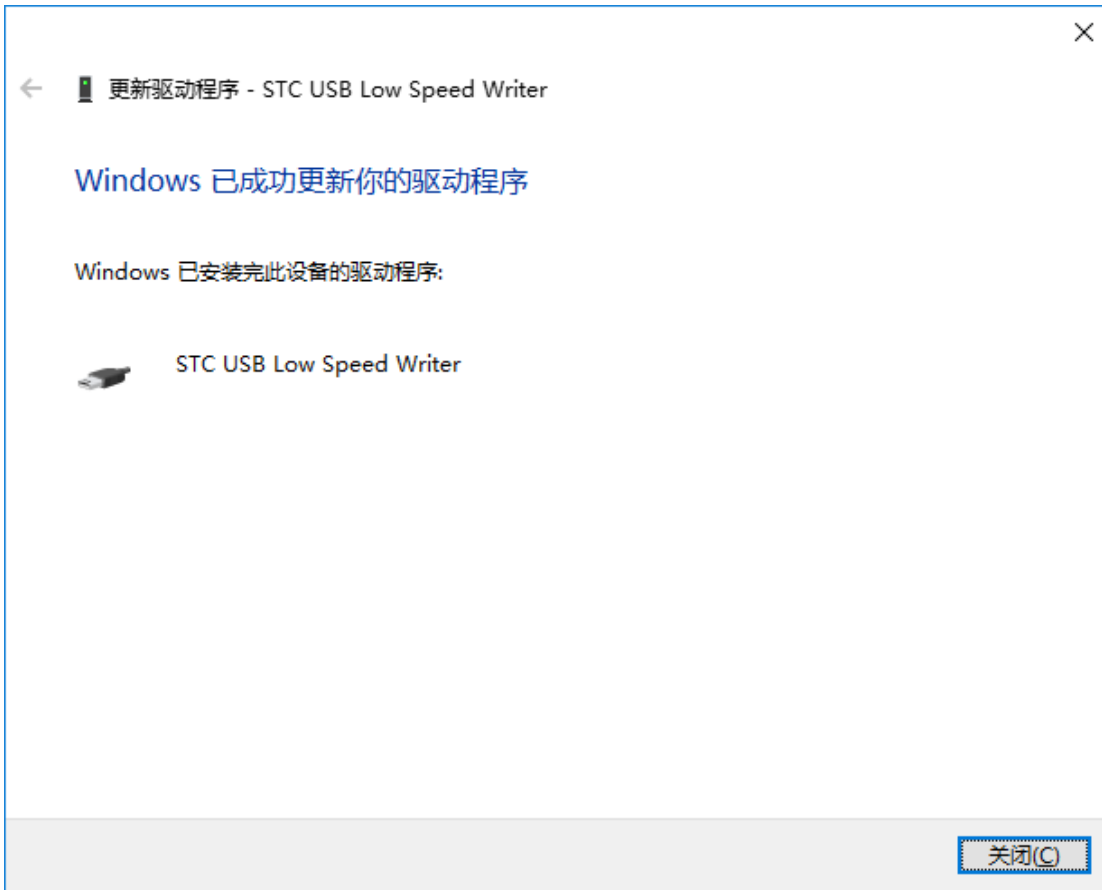 更新驱动程序 - STC USB Low Speed Writer
Windows 已成功更新你的驱动程序
Windows 已安装完此设备的驱动程序:
STC USB Low Speed Writer
关闭(C)